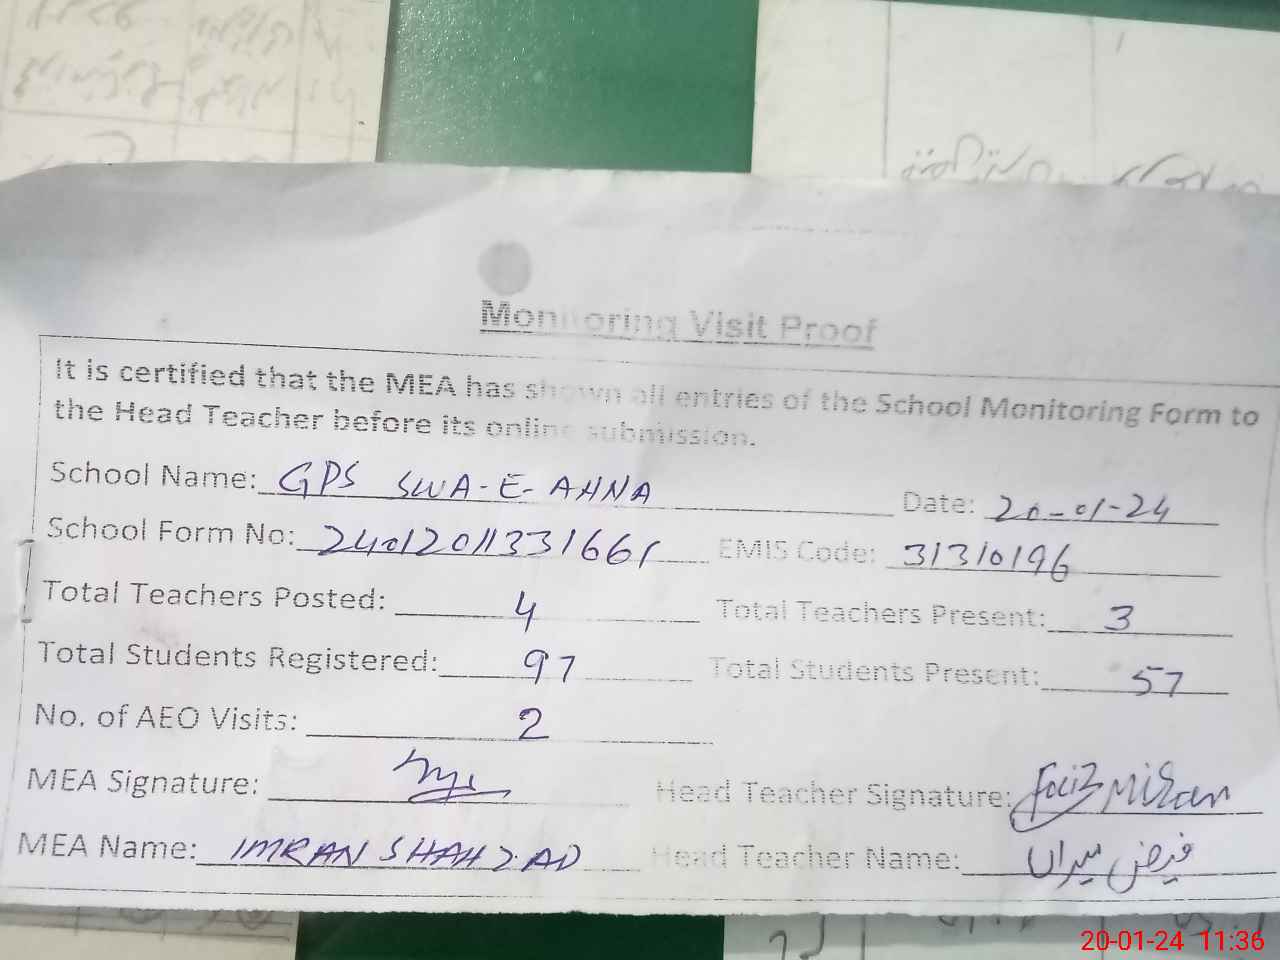 Monitoring Visit Proof
It is certified that the MEA has shown all entries of the School Monitoring Form to
the Head Teacher before its online submission.
School Name: GPS SWA-E-AHNA Date: 20-01-24
School Form No: 2401201133166 EMIS Code: 31310196
Total Teachers Posted: 4 Total Teachers Present: 3
Total Students Registered: 97 Total Students Present: 57
No. of AEO Visits: 2
MEA Signature: Head Teacher Signature: Faiz Miran
MEA Name: IMRAN SHAHZAD Head Teacher Name: فیض میراں
20-01-24 11:36